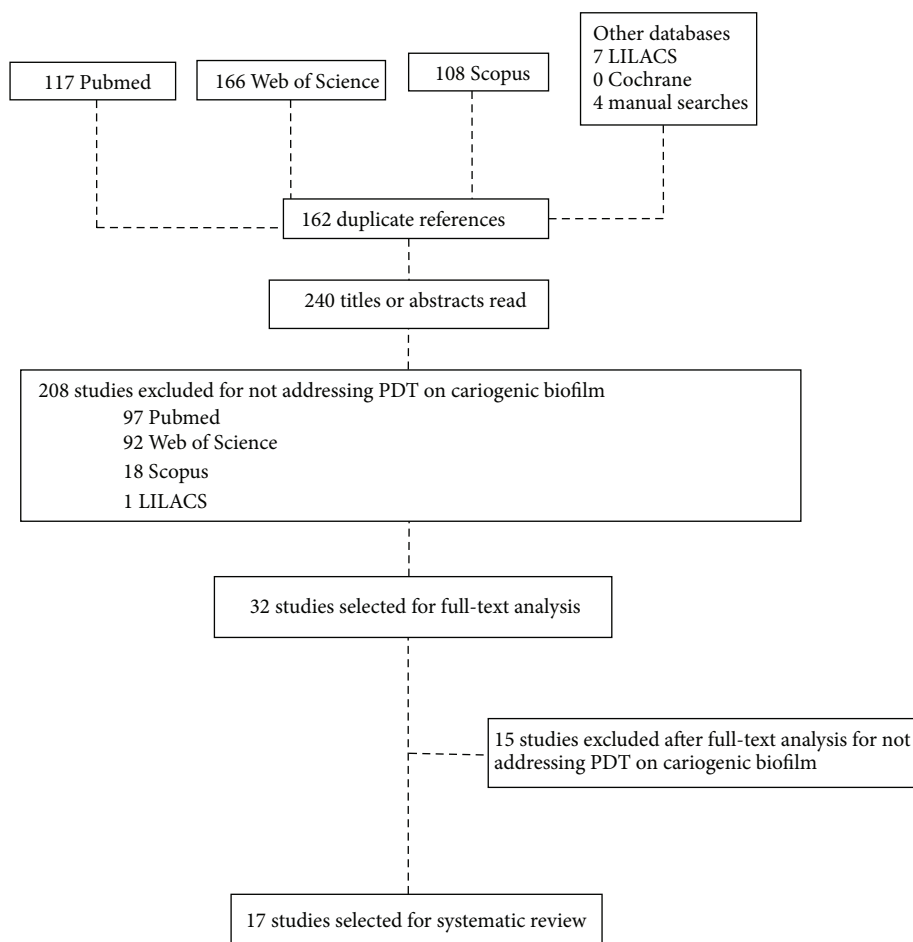 117 Pubmed
166 Web of Science
108 Scopus
Other databases
7 LILACS
0 Cochrane
4 manual searches
162 duplicate references
240 titles or abstracts read
208 studies excluded for not addressing PDT on cariogenic biofilm
97 Pubmed
92 Web of Science
18 Scopus
1 LILACS
32 studies selected for full-text analysis
15 studies excluded after full-text analysis for not
addressing PDT on cariogenic biofilm
17 studies selected for systematic review